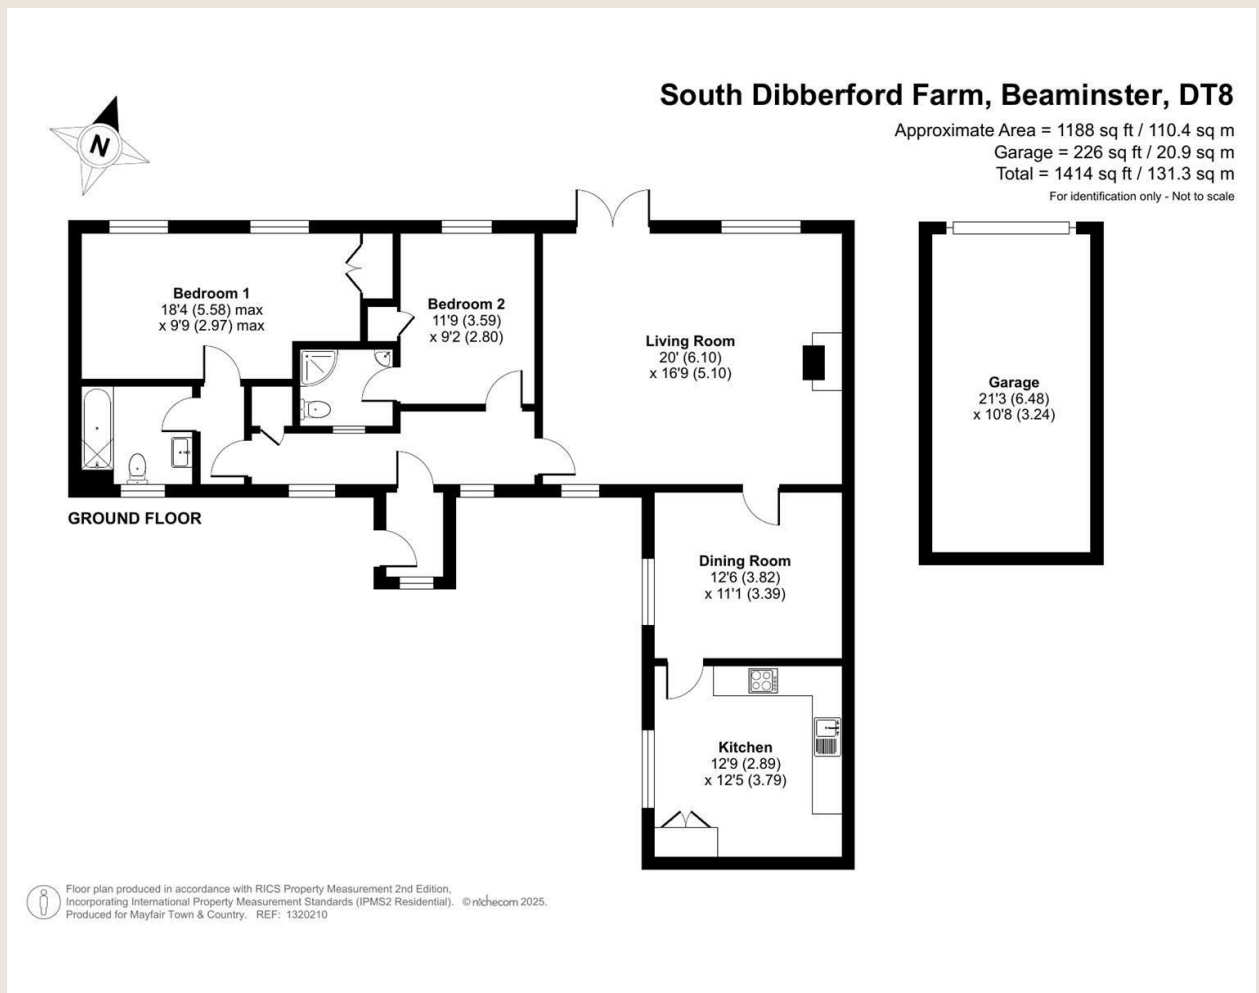 South Dibberford Farm, Beaminster, DT8
Approximate Area = 1188 sq ft / 110.4 sq m
Garage = 226 sq ft / 20.9 sq m
Total = 1414 sq ft / 131.3 sq m
For identification only - Not to scale
N
Bedroom 1
18'4 (5.58) max
x 9'9 (2.97) max
Bedroom 2
11'9 (3.59)
x 9'2 (2.80)
Living Room
20' (6.10)
x 16'9 (5.10)
Garage
21'3 (6.48)
x 10'8 (3.24)
GROUND FLOOR
Dining Room
12'6 (3.82)
x 11'1 (3.39)
Kitchen
12'9 (2.89)
x 12'5 (3.79)
Floor plan produced in accordance with RICS Property Measurement 2nd Edition,
Incorporating International Property Measurement Standards (IPMS2 Residential). © nichecom 2025.
Produced for Mayfair Town & Country. REF: 1320210